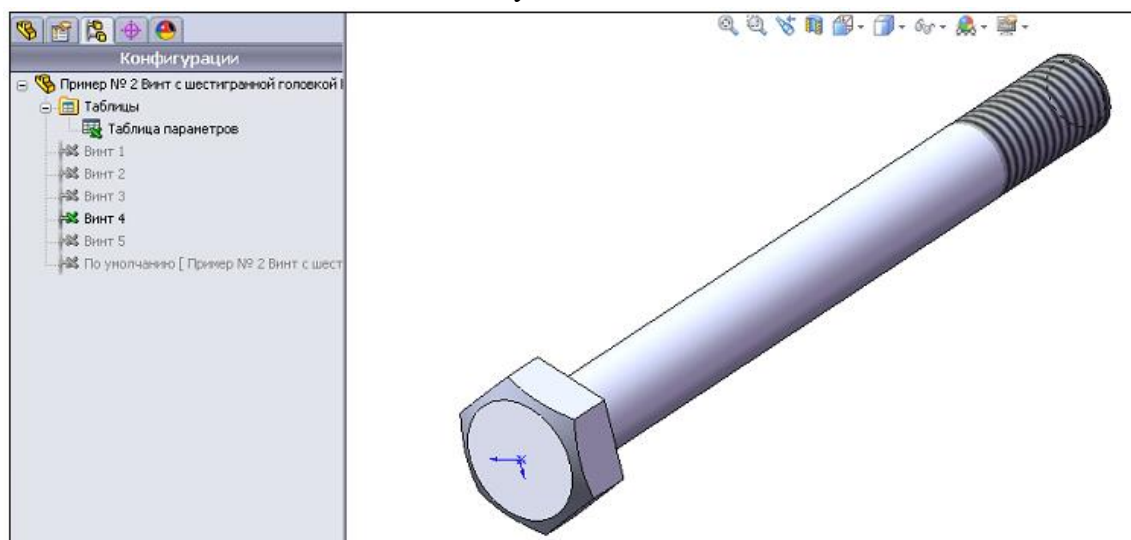 Конфигурации
Пример № 2 Винт с шестигранной головкой
Таблицы
Таблица параметров
Винт 1
Винт 2
Винт 3
Винт 4
Винт 5
По умолчанию [ Пример № 2 Винт с шест